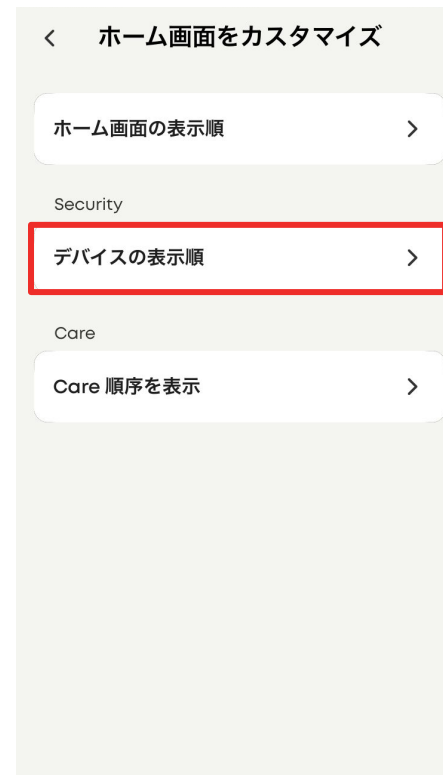 ホーム画面をカスタマイズ
ホーム画面の表示順
Security
デバイスの表示順
Care
Care 順序を表示